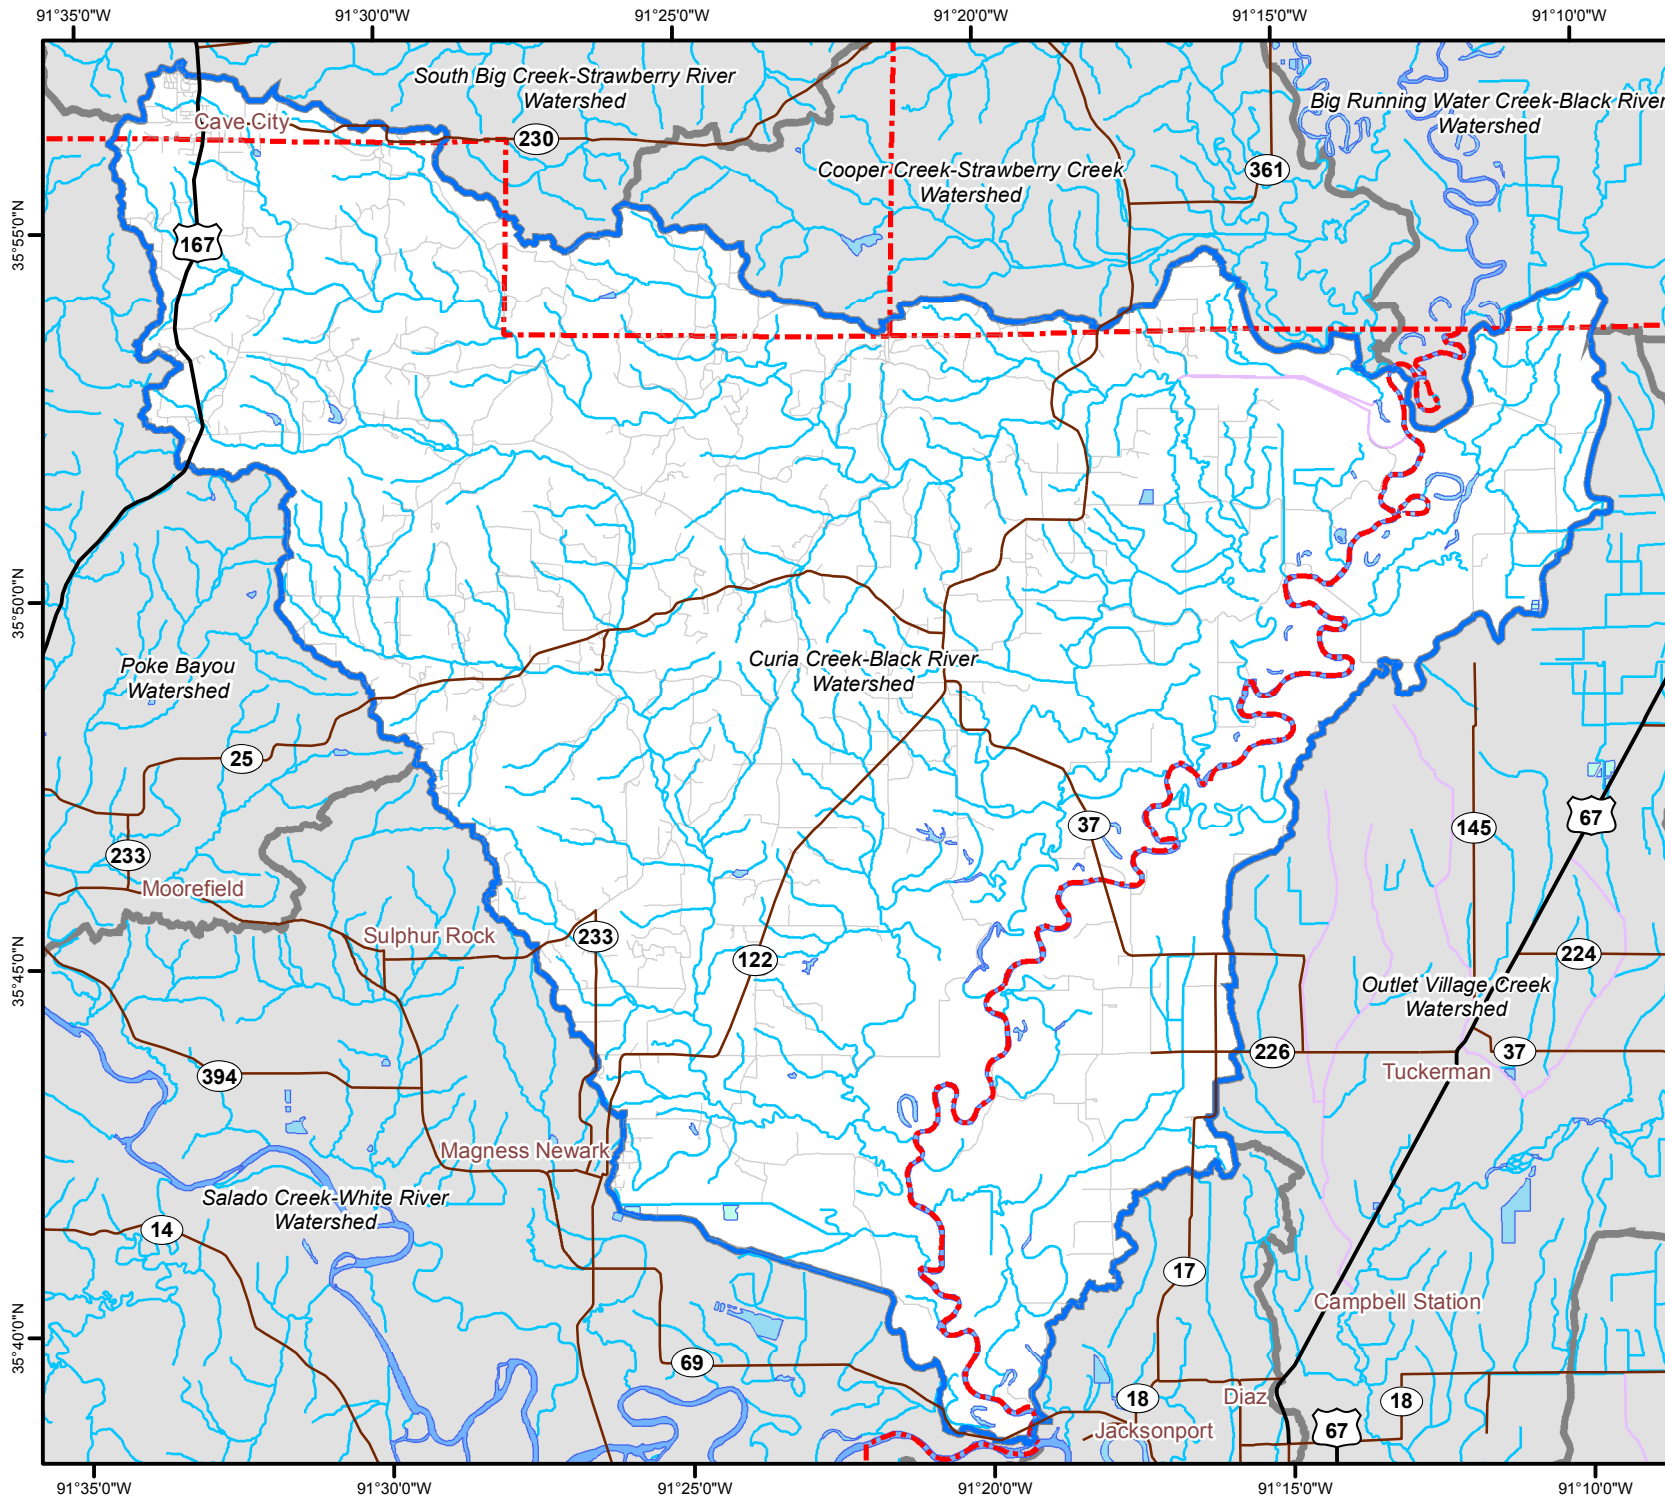 91°35'0"W
91°30'0"W
91°25'0"W
91°20'0"W
91°15'0"W
91°10'0"W
South Big Creek-Strawberry River
Watershed
Big Running Water Creek-Black River
Watershed
Cave City
230
Cooper Creek-Strawberry Creek
Watershed
361
35°55'0"N
35°55'0"N
167
35°50'0"N
Poke Bayou
Watershed
Curia Creek-Black River
Watershed
25
37
67
145
233
Moorefield
Sulphur Rock
233
122
224
35°45'0"N
Outlet Village Creek
Watershed
226
37
394
Tuckerman
Magness Newark
Salado Creek-White River
Watershed
14
17
Campbell Station
35°40'0"N
69
18
Diaz
18
Jacksonport
67
91°35'0"W
91°30'0"W
91°25'0"W
91°20'0"W
91°15'0"W
91°10'0"W